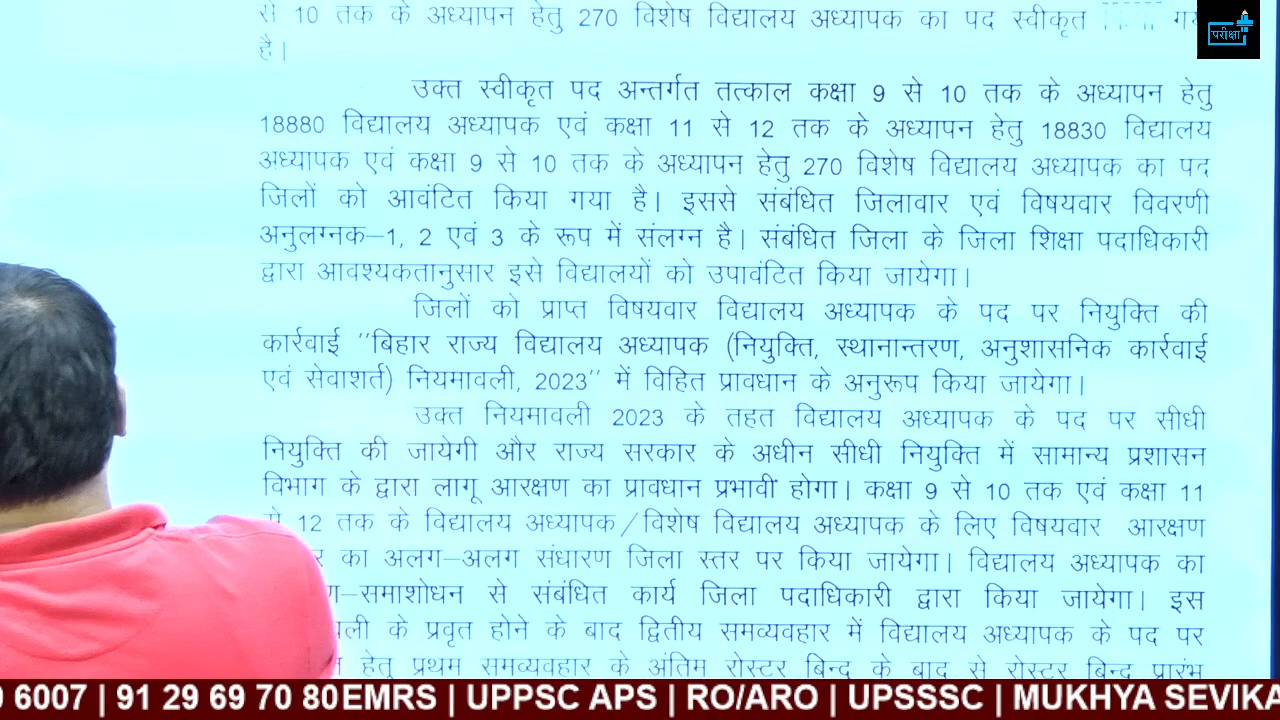 से 10 तक के अध्यापन हेतु 270 विशेष विद्यालय अध्यापक का पद स्वीकृत
है।
परीक्षा
उक्त स्वीकृत पद अन्तर्गत तत्काल कक्षा 9 से 10 तक के अध्यापन हेतु
18880 विद्यालय अध्यापक एवं कक्षा 11 से 12 तक के अध्यापन हेतु 18830 विद्यालय
अध्यापक एवं कक्षा 9 से 10 तक के अध्यापन हेतु 270 विशेष विद्यालय अध्यापक का पद
जिलों को आवंटित किया गया है। इससे संबंधित जिलावार एवं विषयवार विवरणी
अनुलग्नक–1, 2 एवं 3 के रूप में संलग्न है। संबंधित जिला के जिला शिक्षा पदाधिकारी
द्वारा आवश्यकतानुसार इसे विद्यालयों को उपावंटित किया जायेगा।
जिलों को प्राप्त विषयवार विद्यालय अध्यापक के पद पर नियुक्ति की
कार्रवाई ''बिहार राज्य विद्यालय अध्यापक (नियुक्ति, स्थानान्तरण, अनुशासनिक कार्रवाई
एवं सेवाशर्त) नियमावली, 2023'' में विहित प्रावधान के अनुरूप किया जायेगा।
उक्त नियमावली 2023 के तहत विद्यालय अध्यापक के पद पर सीधी
नियुक्ति की जायेगी और राज्य सरकार के अधीन सीधी नियुक्ति में सामान्य प्रशासन
विभाग के द्वारा लागू आरक्षण का प्रावधान प्रभावी होगा। कक्षा 9 से 10 तक एवं कक्षा 11
12 तक के विद्यालय अध्यापक/विशेष विद्यालय अध्यापक के लिए विषयवार आरक्षण
का अलग–अलग संधारण जिला स्तर पर किया जायेगा। विद्यालय अध्यापक का
–समाशोधन से संबंधित कार्य जिला पदाधिकारी द्वारा किया जायेगा। इस
के प्रवृत होने के बाद द्वितीय समव्यवहार में विद्यालय अध्यापक के पद पर
हेतु प्रथम समव्यवहार के अंतिम रोस्टर बिन्दु के बाद से रोस्टर बिन्दु प्रारंभ
6007 | 91 29 69 70 80 EMRS | UPPSC APS | RO/ARO | UPSSSC | MUKHYA SEVIKA